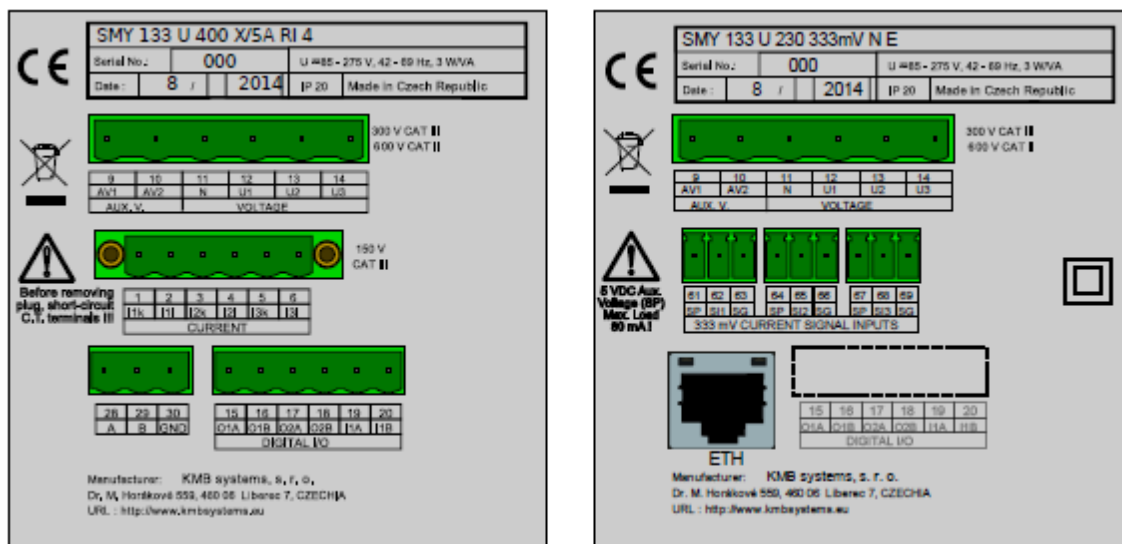 SMY 133 U 400 X/5A RI 4
Serial No.: 000 U =85 - 275 V, 42 - 69 Hz, 3 W/VA
Date : 8 / 2014 IP 20 Made in Czech Republic
CE
300 V CAT III
600 V CAT II
9 10 11 12 13 14
AV1 AV2 N U1 U2 U3
AUX. V. VOLTAGE
150 V
CAT III
Before removing
plug, short-circuit
C.T. terminals !!!
1 2 3 4 5 6
I1k I1l I2k I2l I3k I3l
CURRENT
28 29 30
A B GND
15 16 17 18 19 20
O1A O1B O2A O2B I1A I1B
DIGITAL I/O
Manufacturer: KMB systems, s, r, o,
Dr, M, Horákové 559, 460 06 Liberec 7, CZECHIA
URL : http://www.kmbsystems.eu
SMY 133 U 230 333mV N E
Serial No.: 000 U =85 - 275 V, 42 - 69 Hz, 3 W/VA
Date : 8 / 2014 IP 20 Made in Czech Republic
CE
300 V CAT III
600 V CAT II
9 10 11 12 13 14
AV1 AV2 N U1 U2 U3
AUX. V. VOLTAGE
5 VDC Aux.
Voltage (SP)
Max. Load
80 mA !
61 62 63 64 65 66 67 68 69
SP SI1 SG SP SI2 SG SP SI3 SG
333 mV CURRENT SIGNAL INPUTS
15 16 17 18 19 20
O1A O1B O2A O2B I1A I1B
DIGITAL I/O
ETH
Manufacturer: KMB systems, s. r. o.
Dr. M. Horákové 559, 460 06 Liberec 7, CZECHIA
URL : http://www.kmbsystems.eu